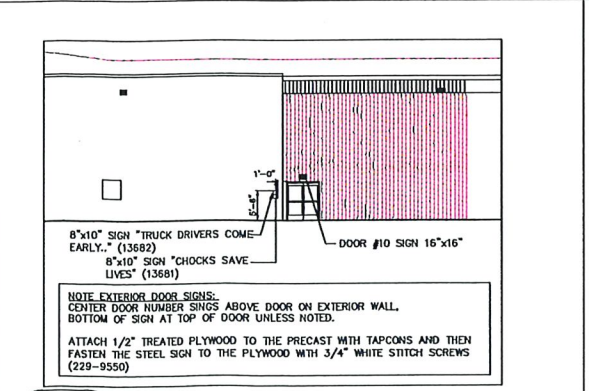 1'-0"
5'-8"
8"x10" SIGN "TRUCK DRIVERS COME
EARLY.." (13682)
8"x10" SIGN "CHOCKS SAVE
LIVES" (13681)
DOOR #10 SIGN 16"x16"
NOTE EXTERIOR DOOR SIGNS:
CENTER DOOR NUMBER SINGS ABOVE DOOR ON EXTERIOR WALL,
BOTTOM OF SIGN AT TOP OF DOOR UNLESS NOTED.
ATTACH 1/2" TREATED PLYWOOD TO THE PRECAST WITH TAPCONS AND THEN
FASTEN THE STEEL SIGN TO THE PLYWOOD WITH 3/4" WHITE STITCH SCREWS
(229-9550)